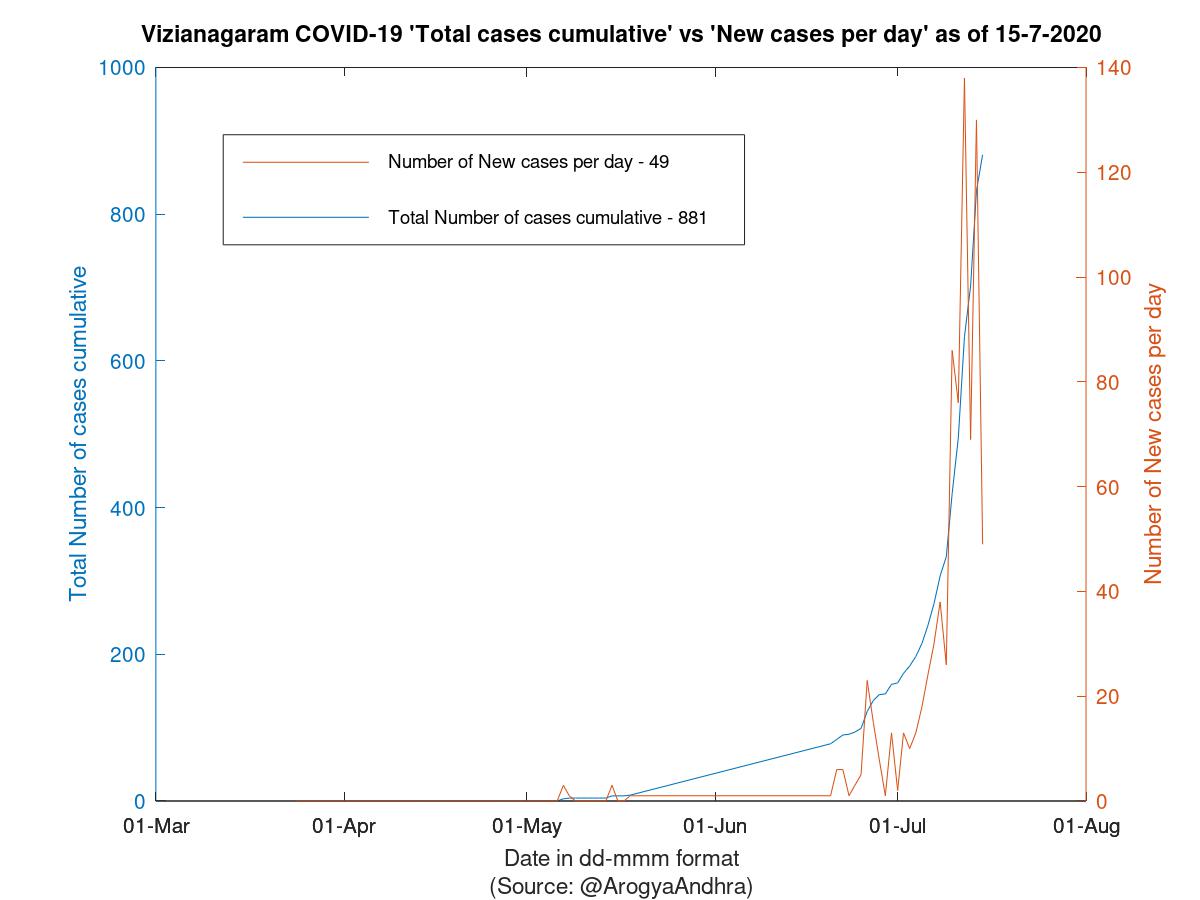 Vizianagaram COVID-19 'Total cases cumulative' vs 'New cases per day' as of 15-7-2020
1000
800
600
400
200
0
Total Number of cases cumulative
Number of New cases per day - 49
Total Number of cases cumulative - 881
140
120
100
80
60
40
20
0
Number of New cases per day
01-Mar 01-Apr 01-May 01-Jun 01-Jul 01-Aug
Date in dd-mmm format
(Source: @ArogyaAndhra)